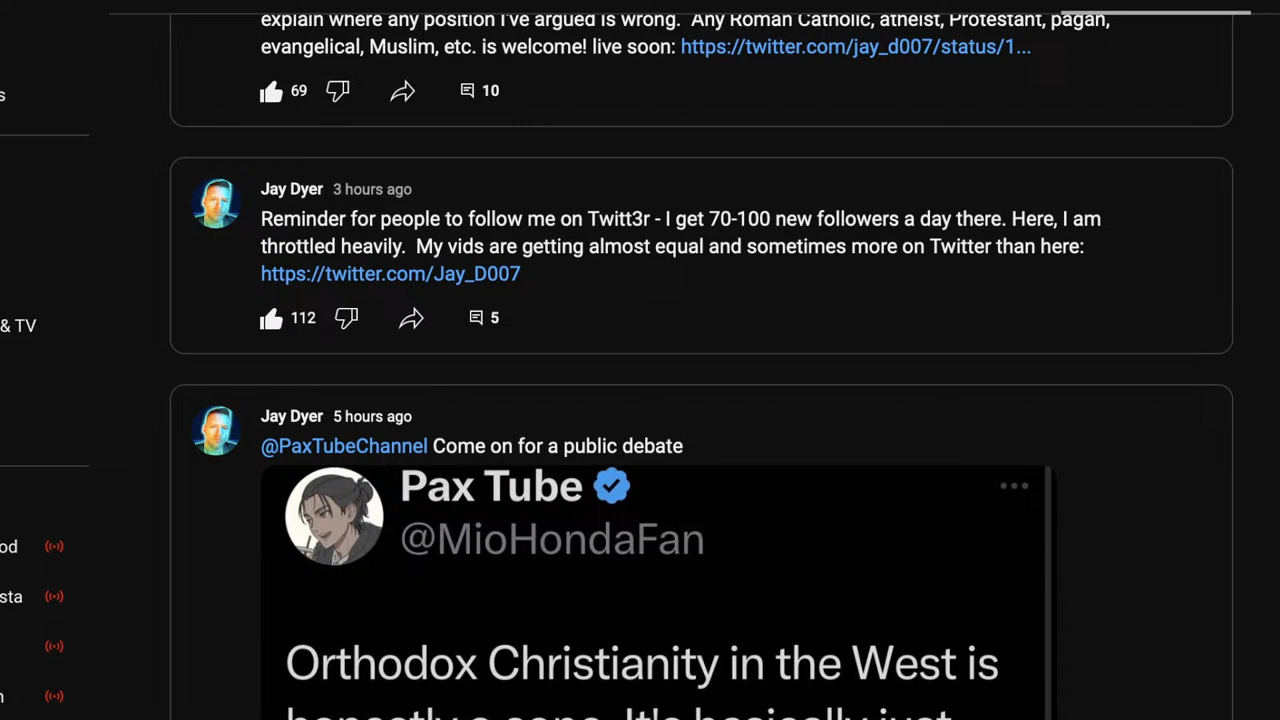 explain where any position I've argued is wrong. Any Roman Catholic, atheist, Protestant, pagan,
evangelical, Muslim, etc. is welcome! live soon: https://twitter.com/jay_d007/status/1...
s
69 10
Jay Dyer 3 hours ago
Reminder for people to follow me on Twitt3r - I get 70-100 new followers a day there. Here, I am
throttled heavily. My vids are getting almost equal and sometimes more on Twitter than here:
https://twitter.com/Jay_D007
& TV
112 5
Jay Dyer 5 hours ago
@PaxTubeChannel Come on for a public debate
Pax Tube
@MioHondaFan
od
sta
Orthodox Christianity in the West is
n
honestly a It's basically just